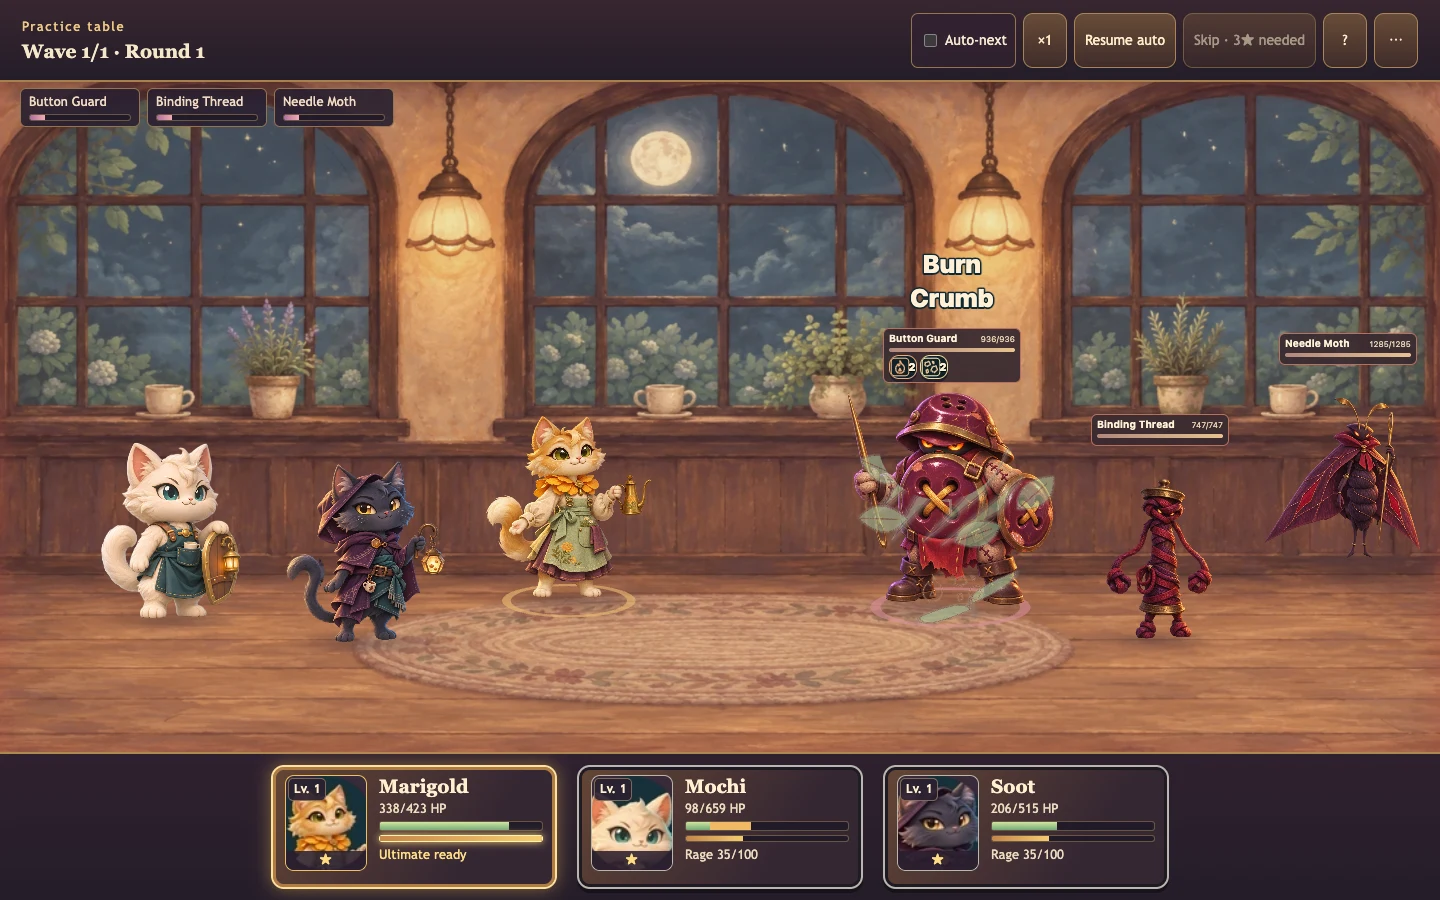 Practice table
Wave 1/1 · Round 1
Auto-next
×1
Resume auto
Skip · 3★ needed
?
···
Button Guard
Binding Thread
Needle Moth
Burn
Crumb
Button Guard 936/936
2 2
Needle Moth 1285/1285
Binding Thread 747/747
Lv. 1
Marigold
338/423 HP
Ultimate ready
Lv. 1
Mochi
98/659 HP
Rage 35/100
Lv. 1
Soot
206/515 HP
Rage 35/100